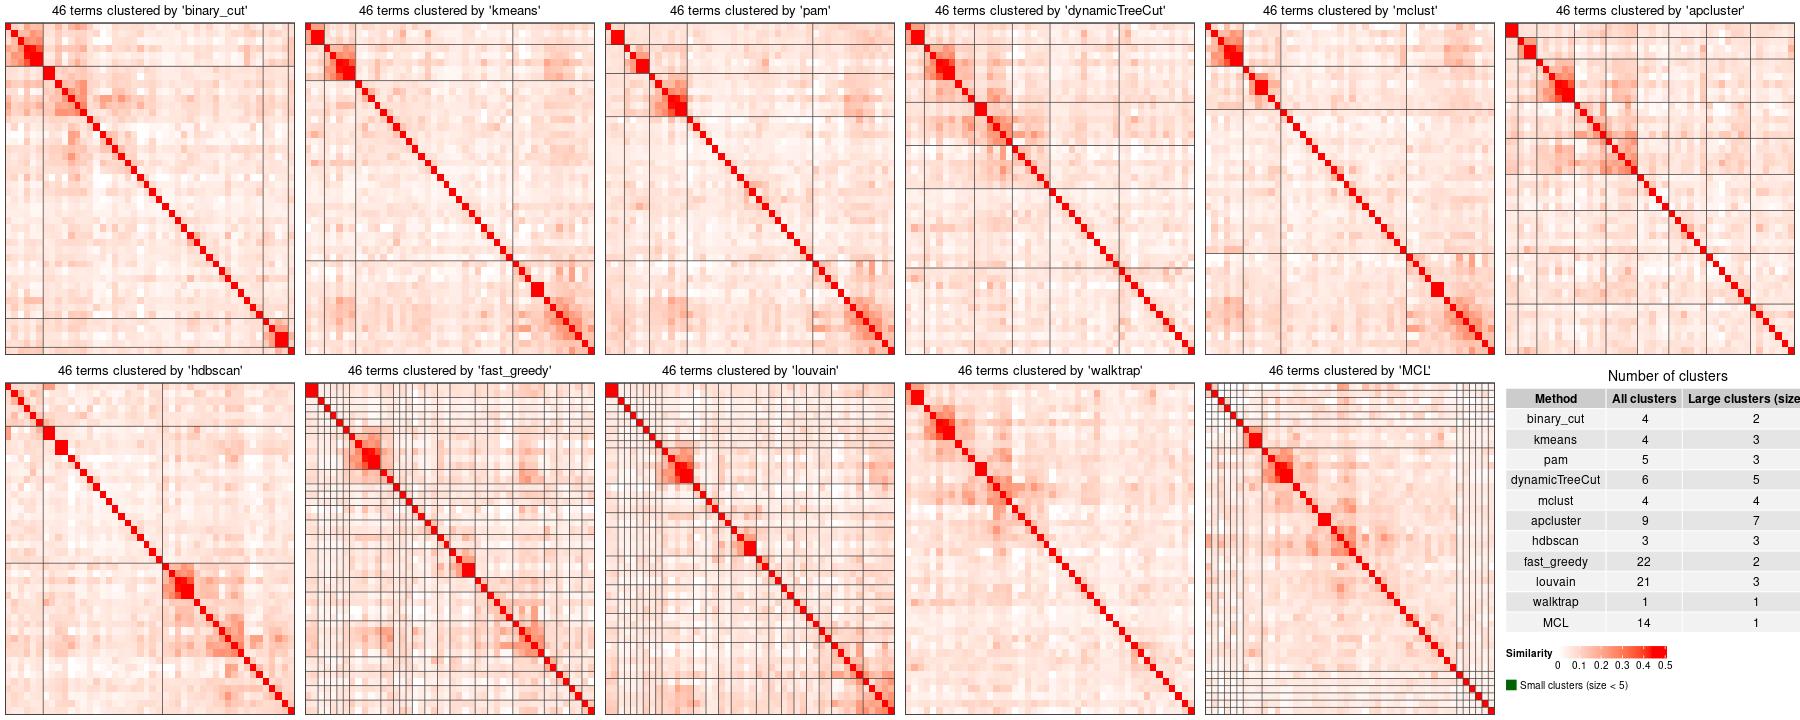 46 terms clustered by 'binary_cut'
46 terms clustered by 'kmeans'
46 terms clustered by 'pam'
46 terms clustered by 'dynamicTreeCut'
46 terms clustered by 'mclust'
46 terms clustered by 'apcluster'
46 terms clustered by 'hdbscan'
46 terms clustered by 'fast_greedy'
46 terms clustered by 'louvain'
46 terms clustered by 'walktrap'
46 terms clustered by 'MCL'
Number of clusters
Method All clusters Large clusters (size
binary_cut 4 2
kmeans 4 3
pam 5 3
dynamicTreeCut 6 5
mclust 4 4
apcluster 9 7
hdbscan 3 3
fast_greedy 22 2
louvain 21 3
walktrap 1 1
MCL 14 1
Similarity
0 0.1 0.2 0.3 0.4 0.5
Small clusters (size < 5)